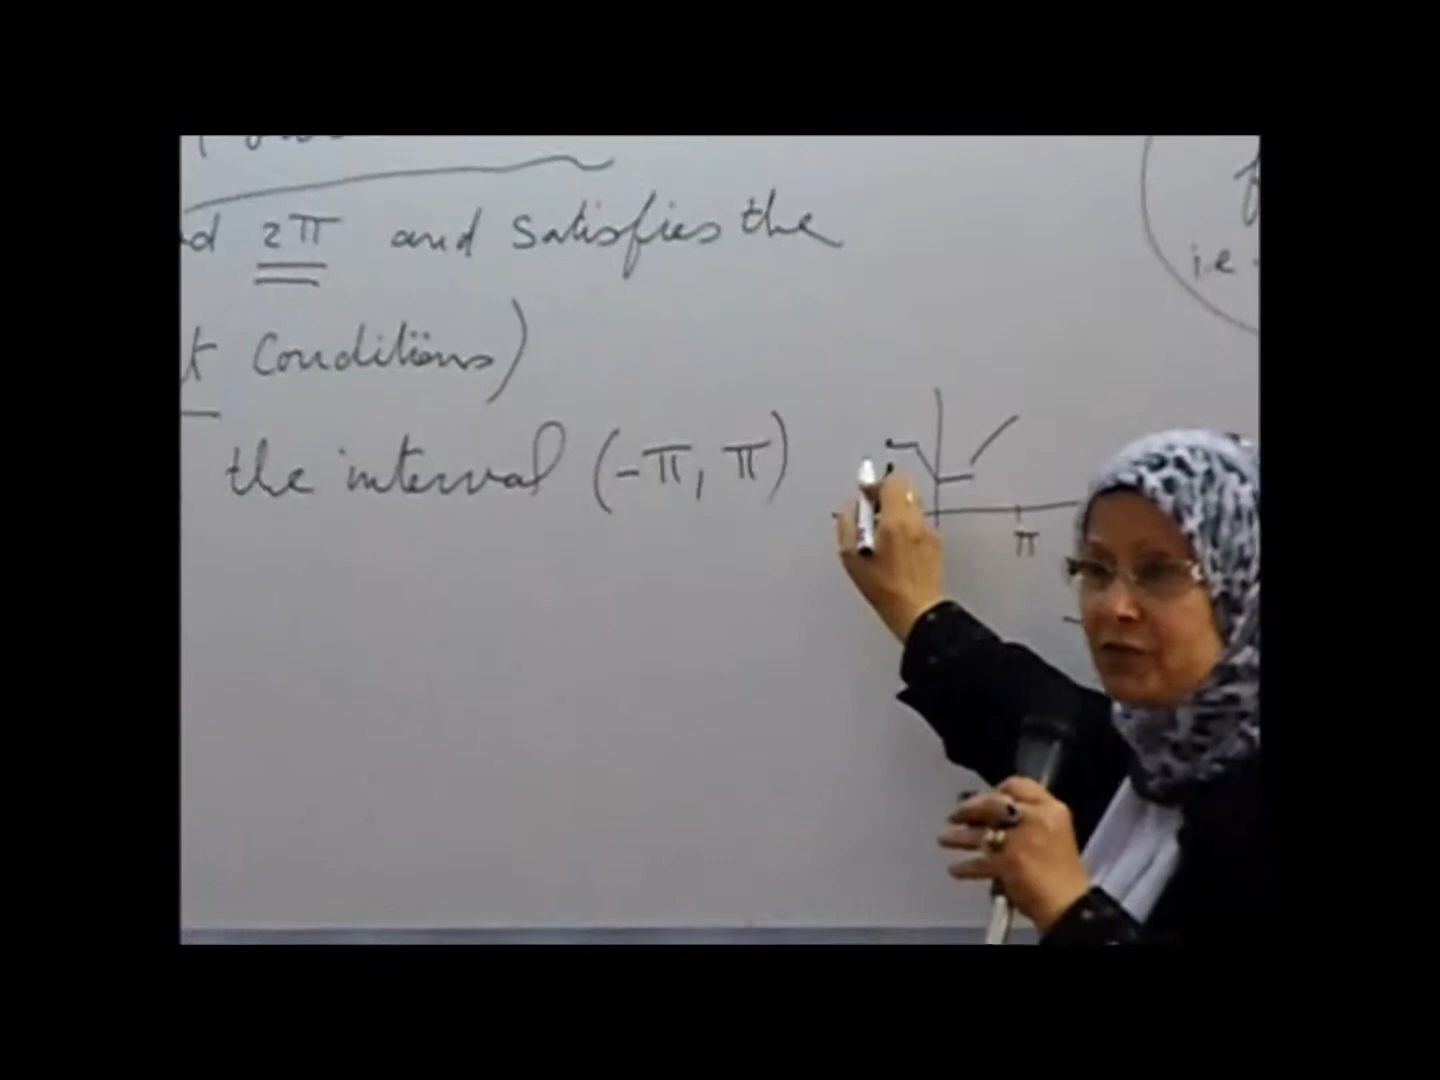 2π and satisfies the
Conditions)
the interval (-π, π)
π
i.e.